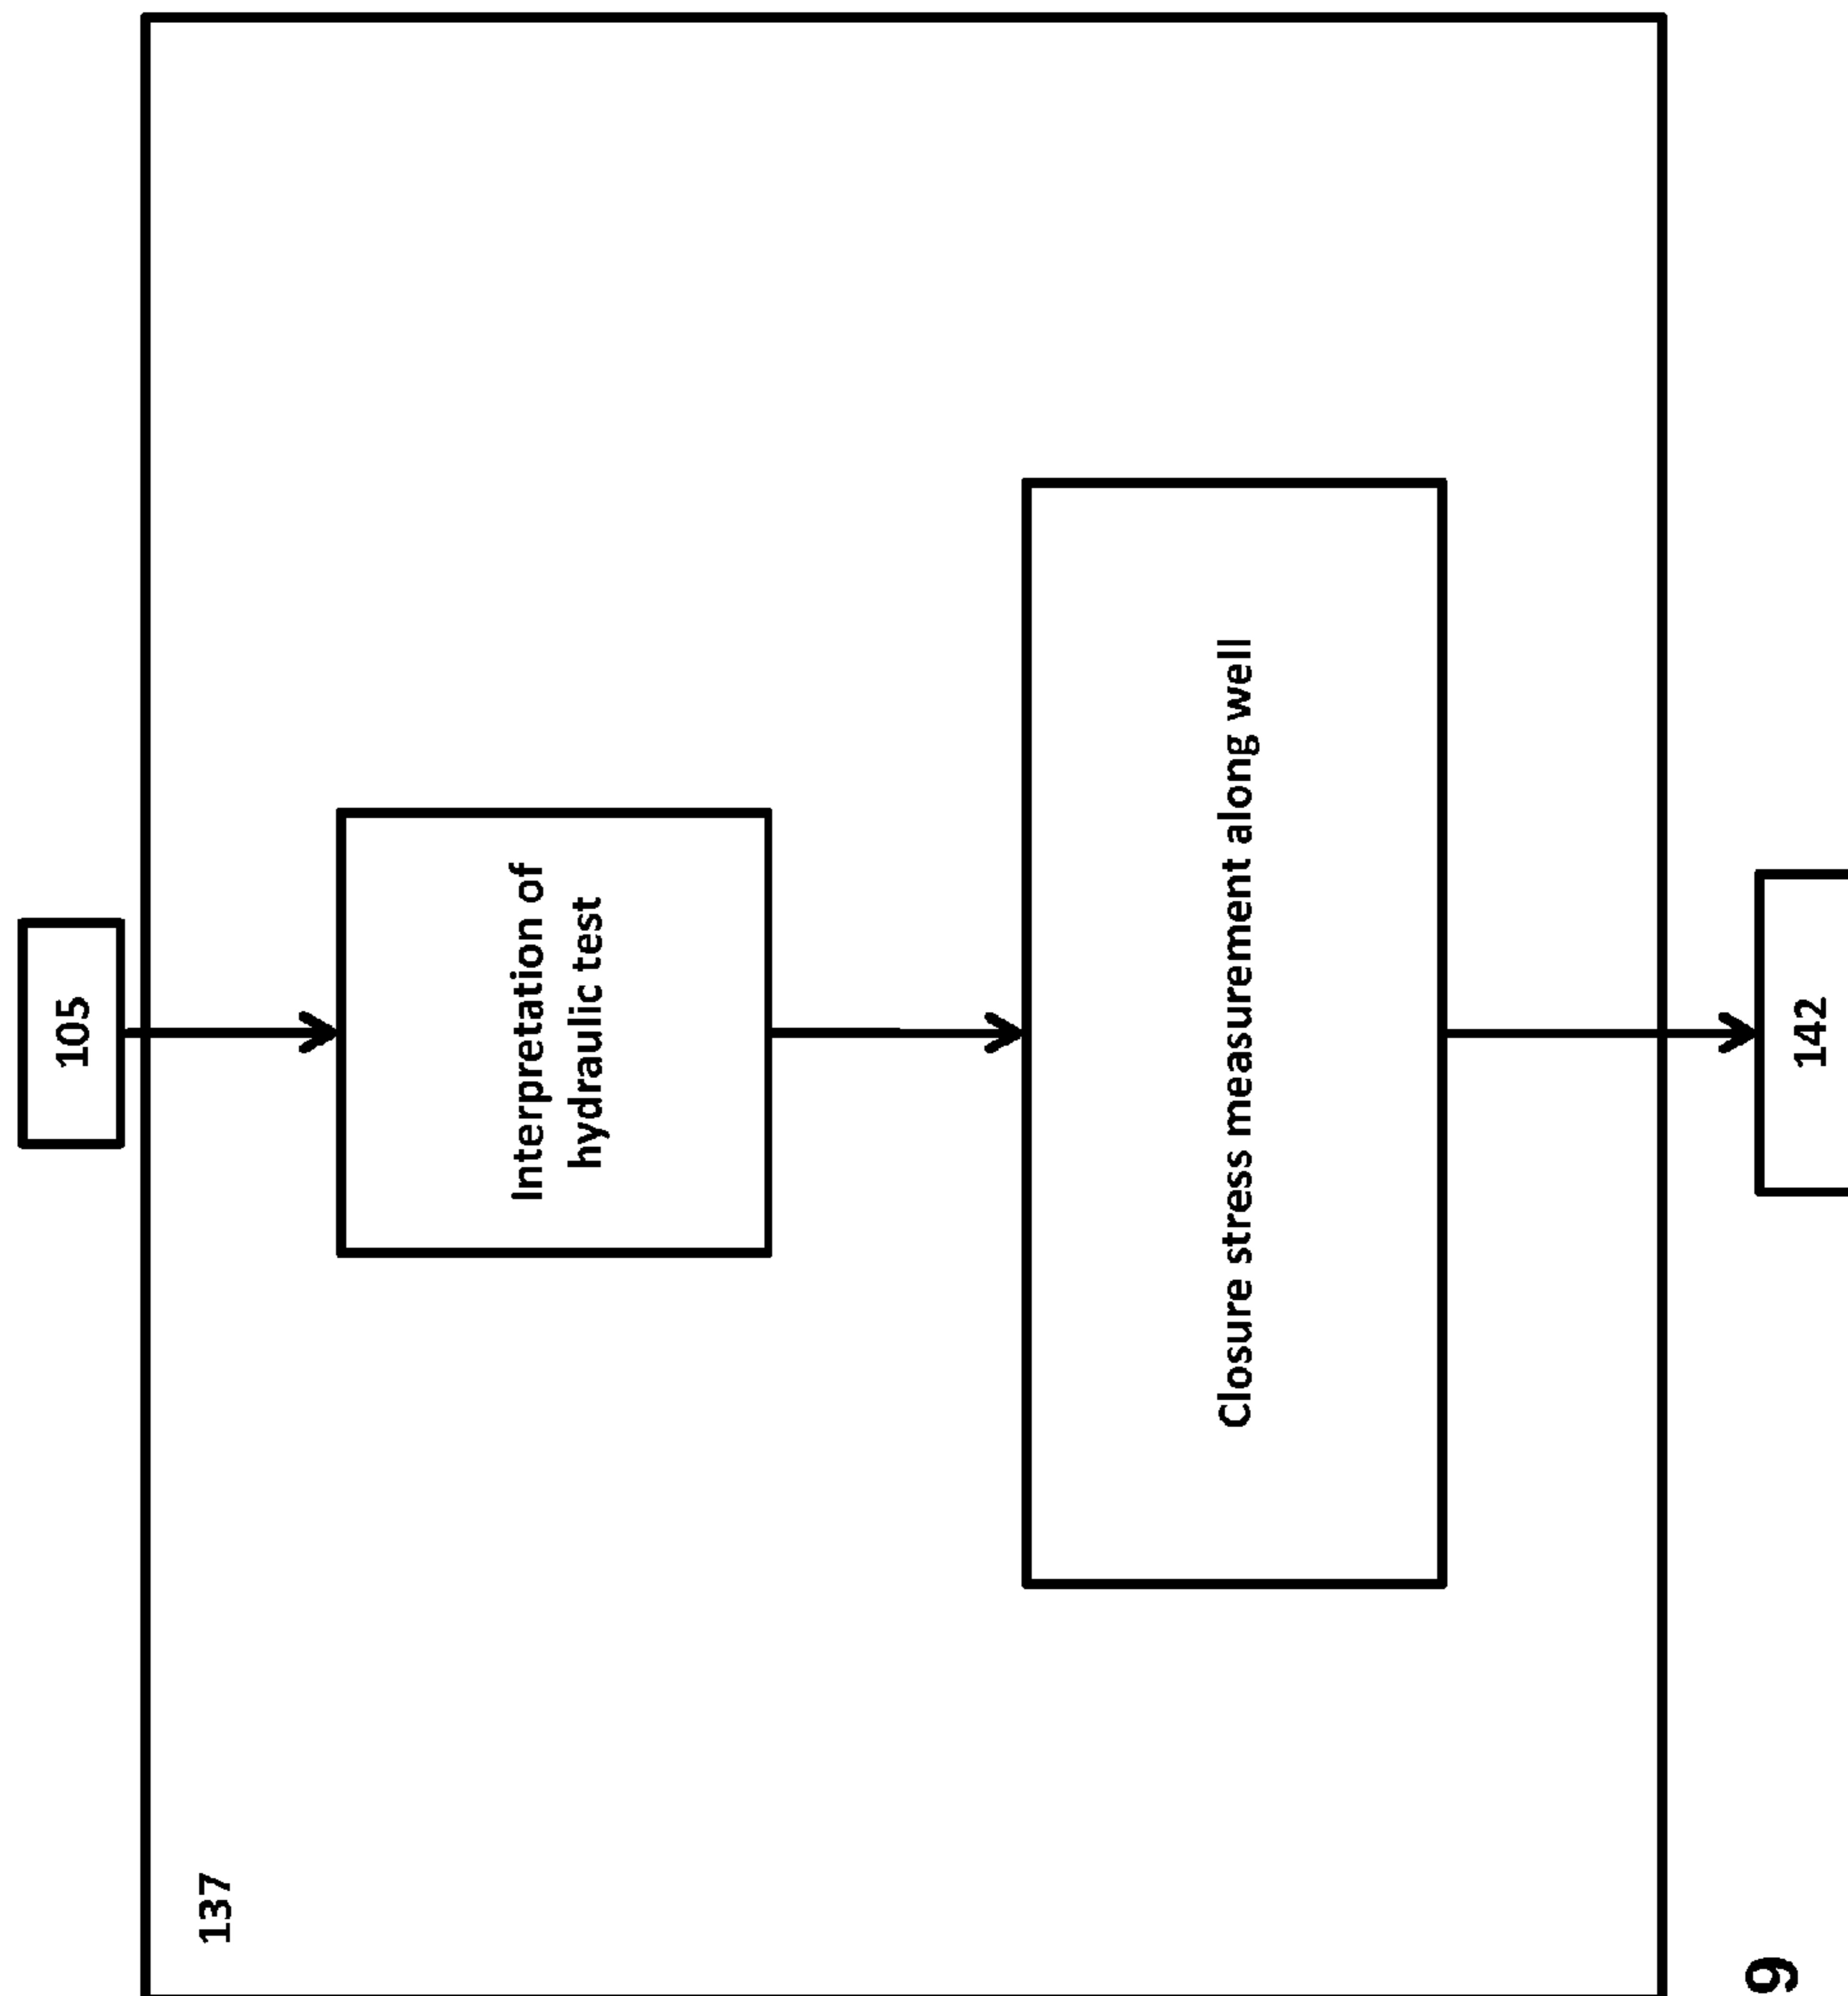 105
137
Interpretation of
hydraulic test
Closure stress measurement along well
142
9